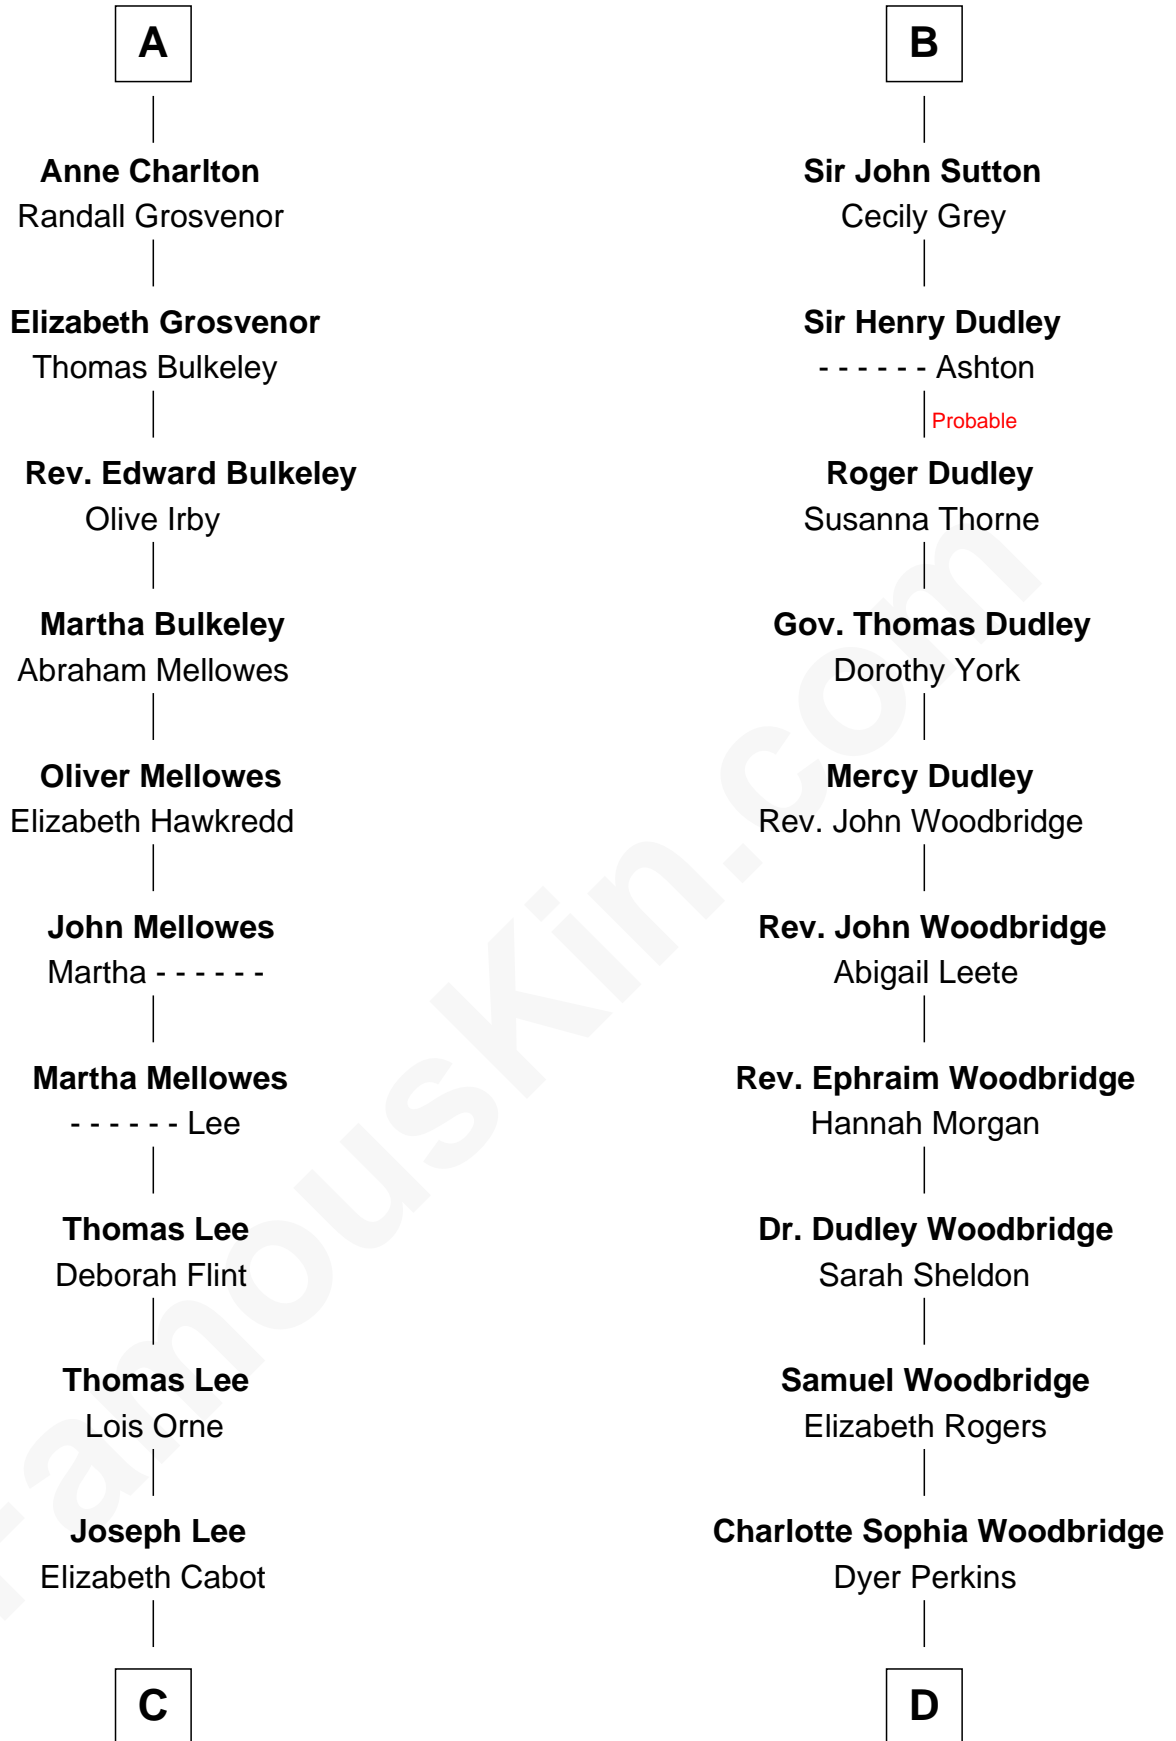 A
Anne Charlton
Randall Grosvenor
Elizabeth Grosvenor
Thomas Bulkeley
Rev. Edward Bulkeley
Olive Irby
Martha Bulkeley
Abraham Mellowes
Oliver Mellowes
Elizabeth Hawkredd
John Mellowes
Martha - - - - - -
Martha Mellowes
- - - - - - Lee
Thomas Lee
Deborah Flint
Thomas Lee
Lois Orne
Joseph Lee
Elizabeth Cabot
C
B
Sir John Sutton
Cecily Grey
Sir Henry Dudley
- - - - - - Ashton
Probable
Roger Dudley
Susanna Thorne
Gov. Thomas Dudley
Dorothy York
Mercy Dudley
Rev. John Woodbridge
Rev. John Woodbridge
Abigail Leete
Rev. Ephraim Woodbridge
Hannah Morgan
Dr. Dudley Woodbridge
Sarah Sheldon
Samuel Woodbridge
Elizabeth Rogers
Charlotte Sophia Woodbridge
Dyer Perkins
D
FamousKin.com